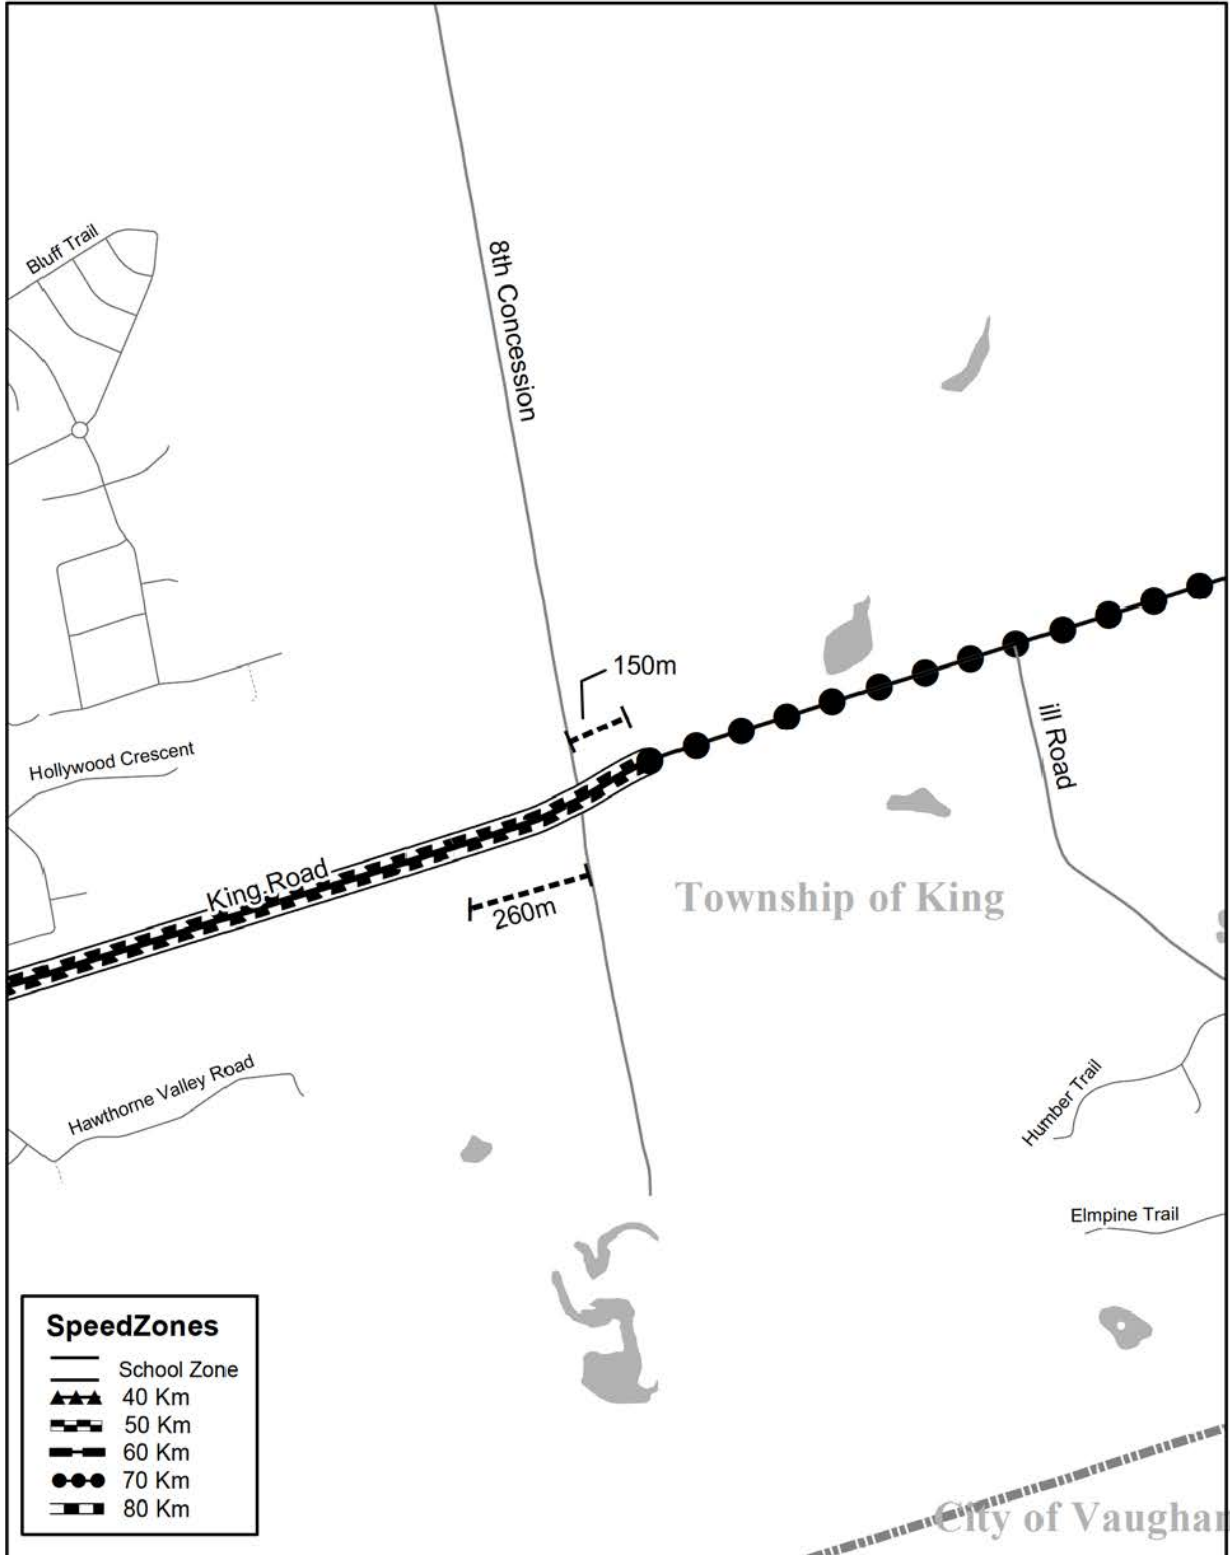 Bluff Trail
8th Concession
150m
ill Road
Hollywood Crescent
King Road
260m
Township of King
Hawthorne Valley Road
Humber Trail
Elmpine Trail
SpeedZones
School Zone
40 Km
50 Km
60 Km
70 Km
80 Km
City of Vaughan